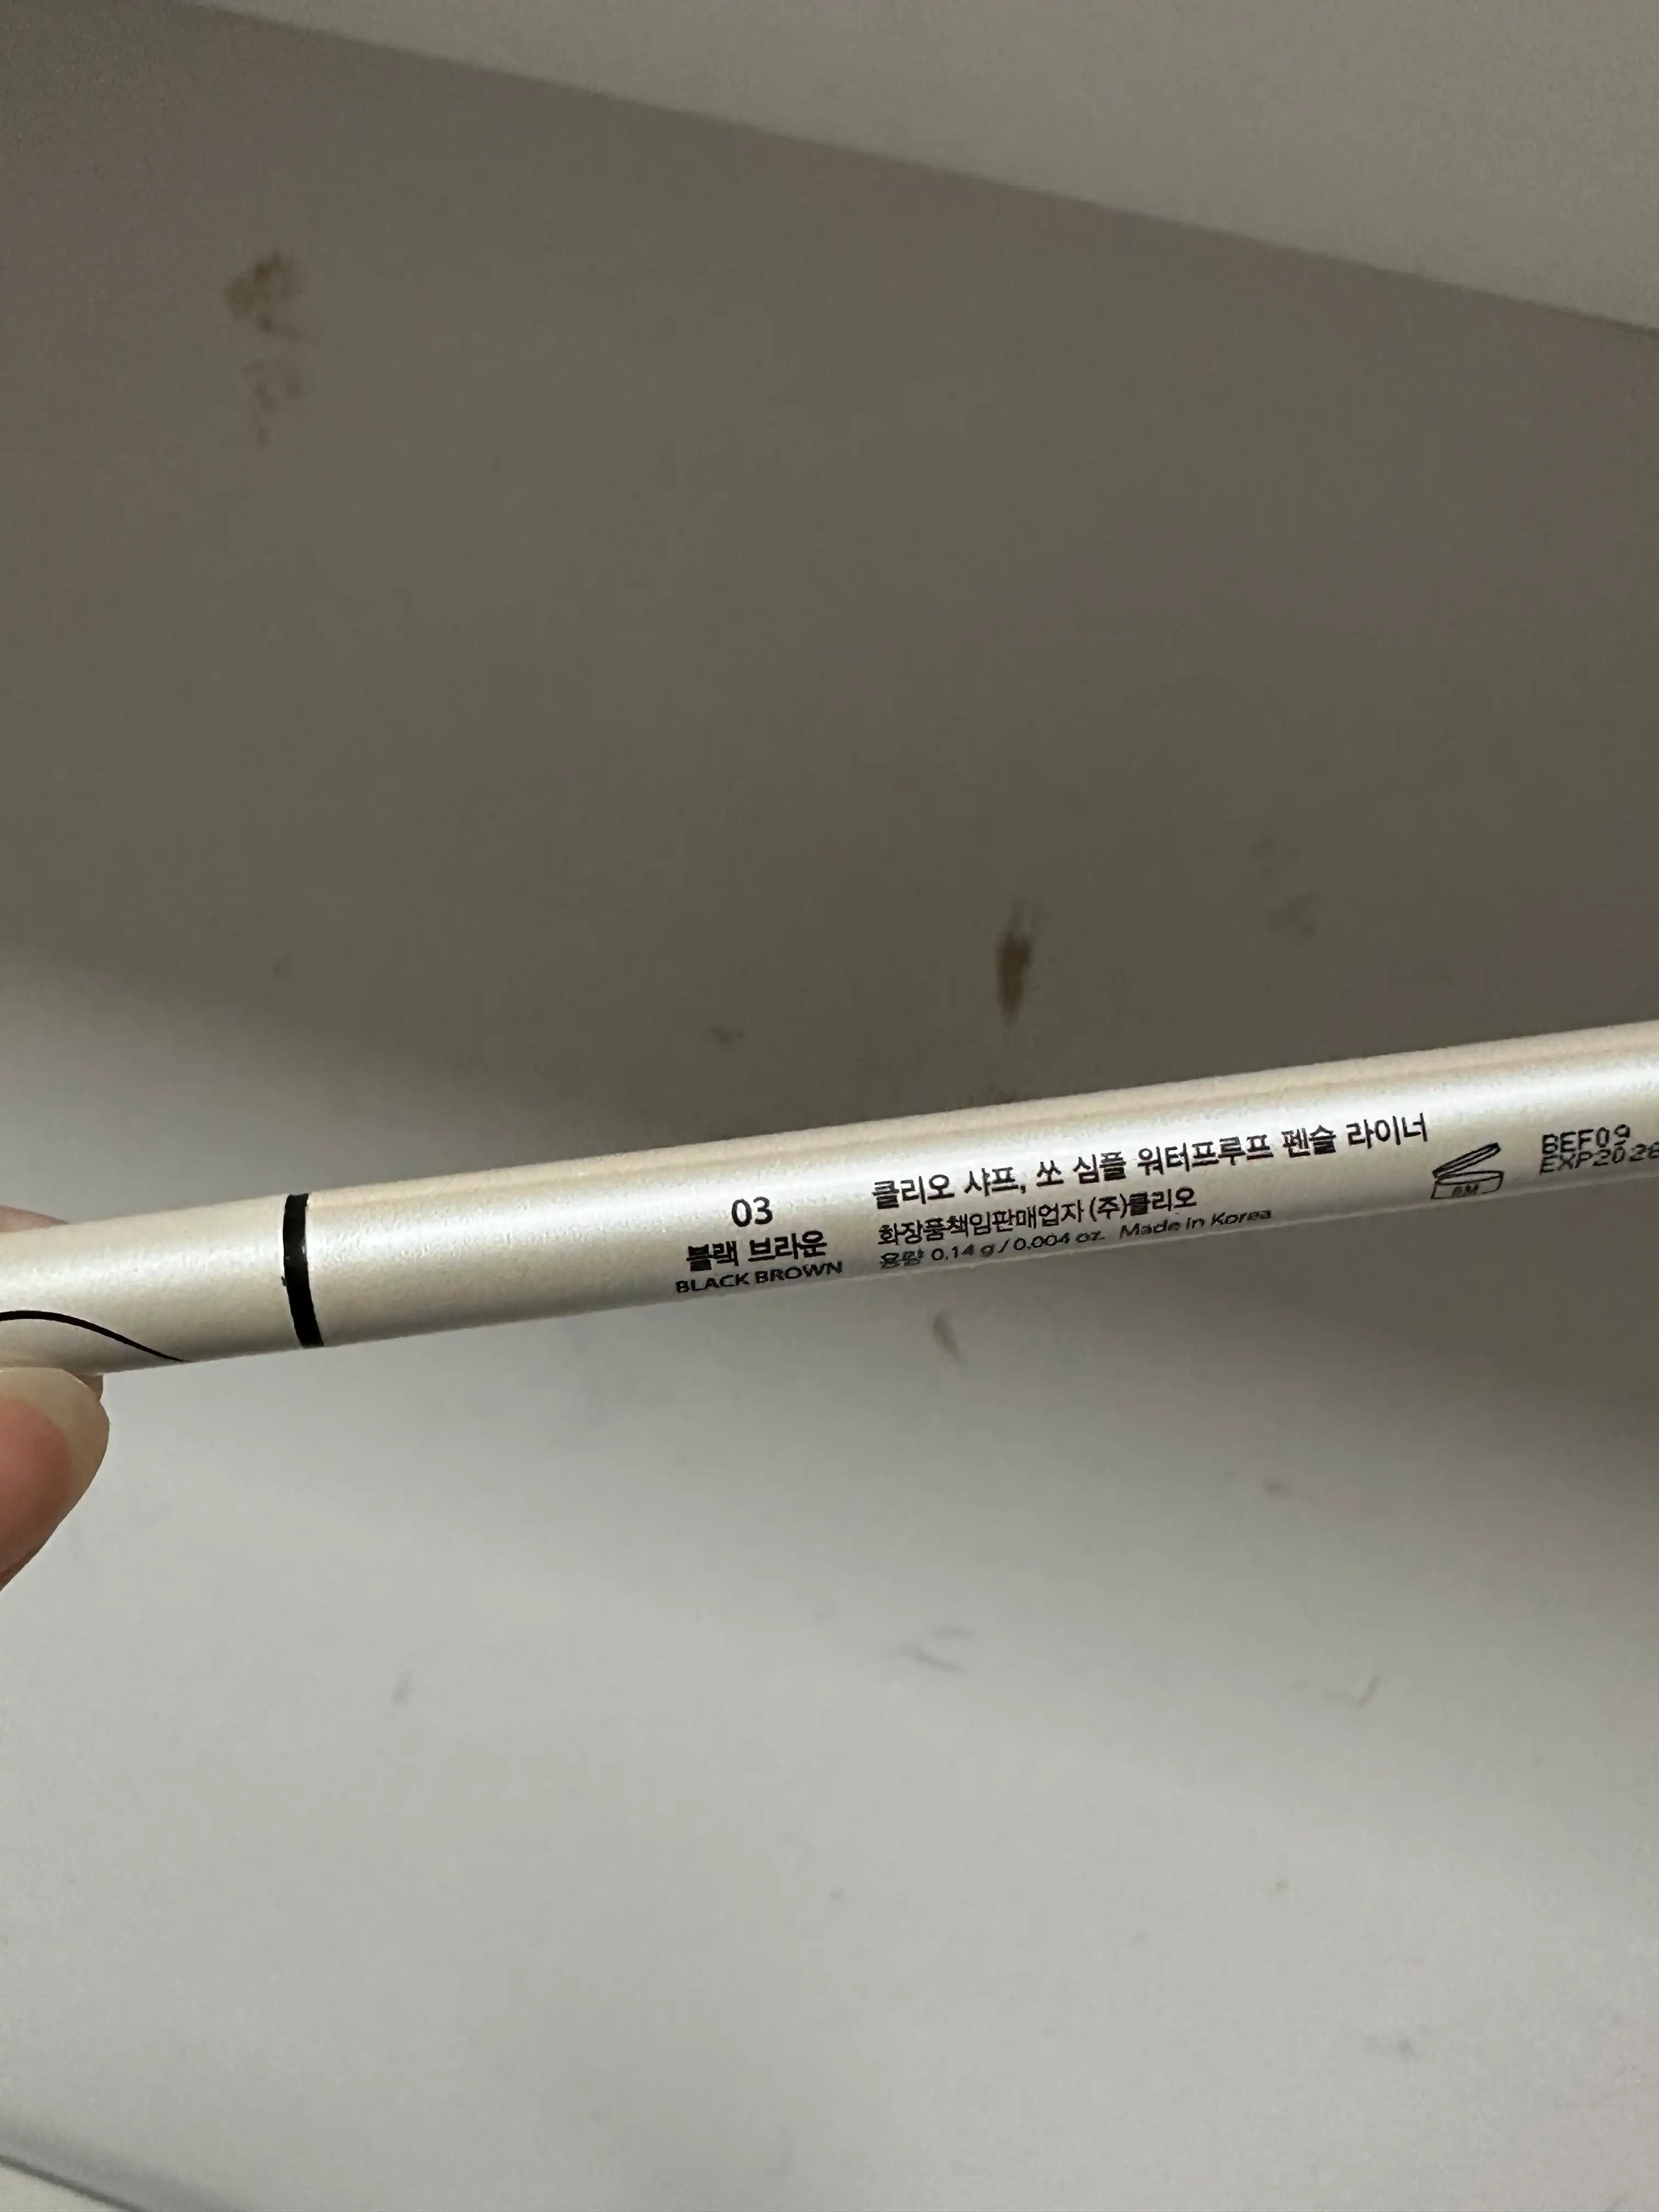 03
블랙 브라운
BLACK BROWN
클리오 샤프, 쏘 심플 워터프루프 펜슬 라이너
화장품책임판매업자 (주)클리오
용량 0.14 g / 0.004 oz. Made in Korea
6M
BEF09
EXP2028